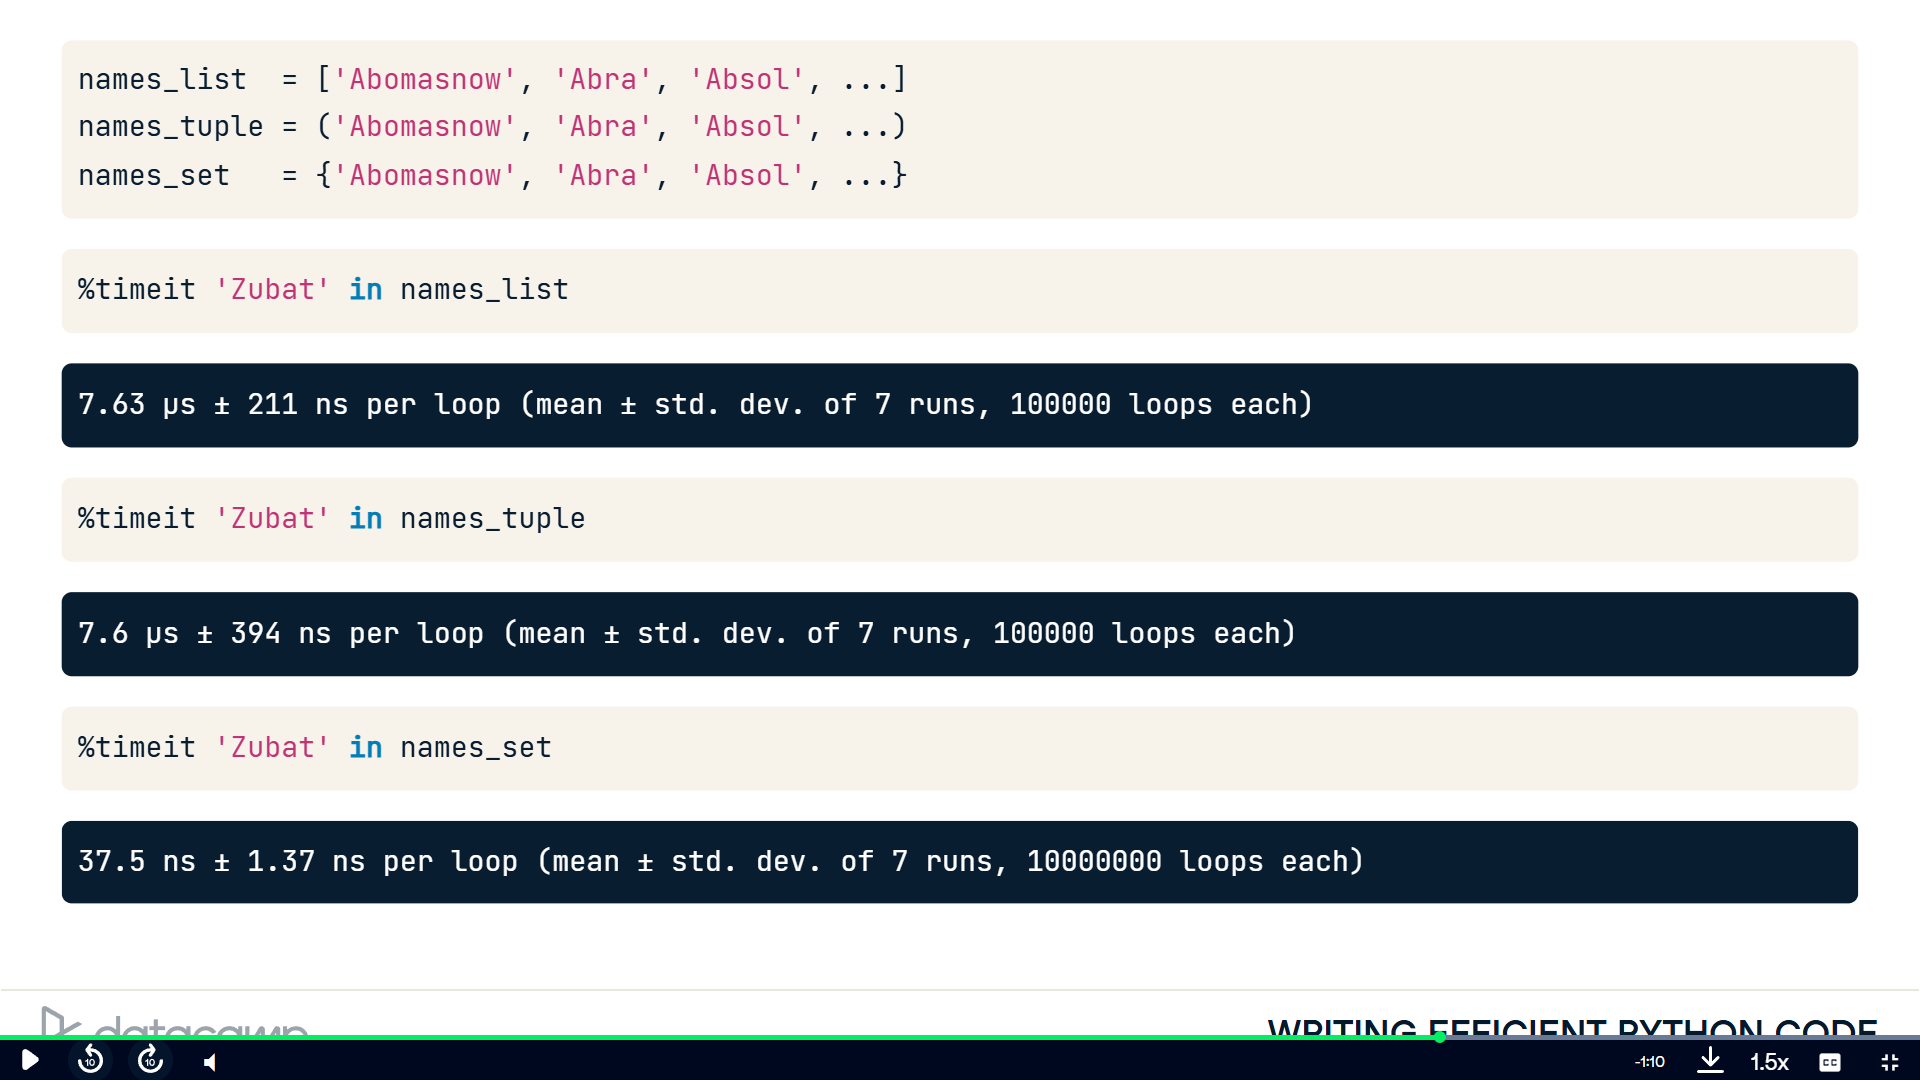 names_list  = ['Abomasnow', 'Abra', 'Absol', ...]
names_tuple = ('Abomasnow', 'Abra', 'Absol', ...)
names_set   = {'Abomasnow', 'Abra', 'Absol', ...}
%timeit 'Zubat' in names_list
7.63 µs ± 211 ns per loop (mean ± std. dev. of 7 runs, 100000 loops each)
%timeit 'Zubat' in names_tuple
7.6 µs ± 394 ns per loop (mean ± std. dev. of 7 runs, 100000 loops each)
%timeit 'Zubat' in names_set
37.5 ns ± 1.37 ns per loop (mean ± std. dev. of 7 runs, 10000000 loops each)
datacamp
WRITING EFFICIENT PYTHON CODE
10
10
-1:10
1.5x
CC